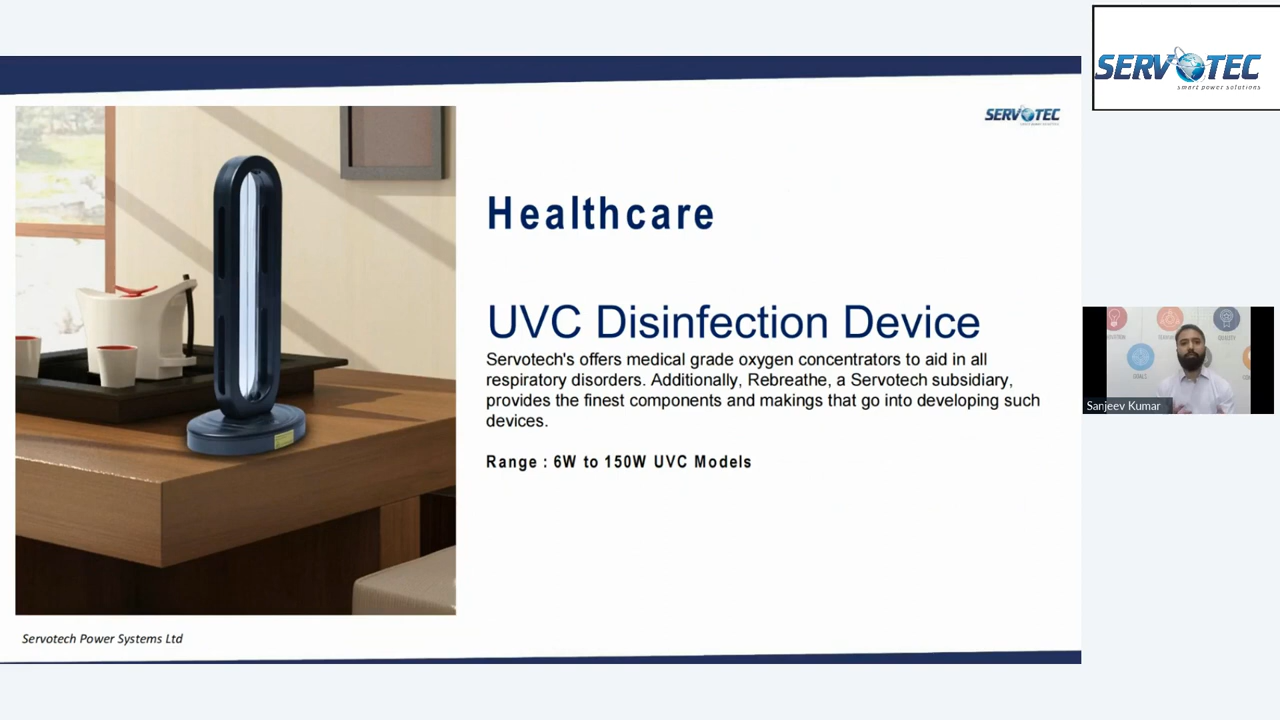 SERVOTEC
smart power solutions
SERVOTEC
Healthcare
UVC Disinfection Device
Servotech's offers medical grade oxygen concentrators to aid in all
respiratory disorders. Additionally, Rebreathe, a Servotech subsidiary,
provides the finest components and makings that go into developing such
devices.
Range : 6W to 150W UVC Models
Sanjeev Kumar
Servotech Power Systems Ltd